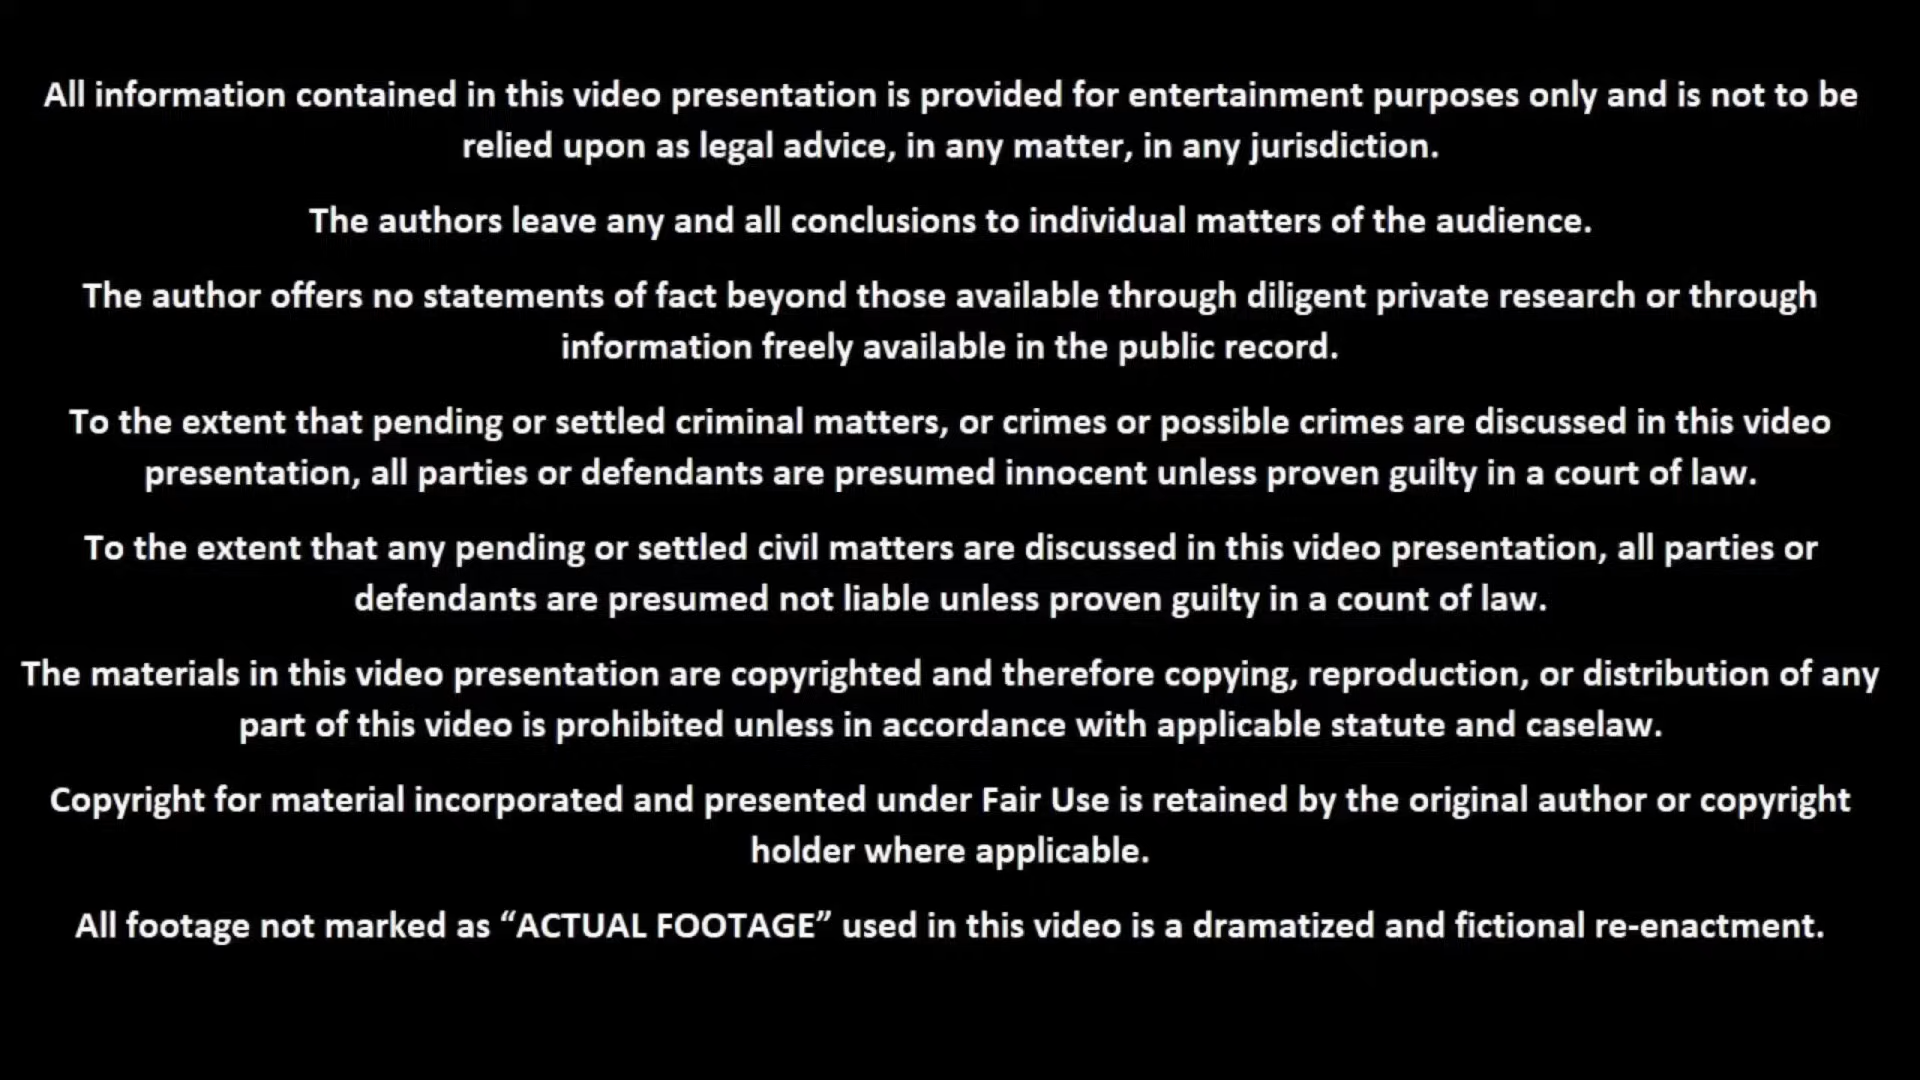 All information contained in this video presentation is provided for entertainment purposes only and is not to be
relied upon as legal advice, in any matter, in any jurisdiction.
The authors leave any and all conclusions to individual matters of the audience.
The author offers no statements of fact beyond those available through diligent private research or through
information freely available in the public record.
To the extent that pending or settled criminal matters, or crimes or possible crimes are discussed in this video
presentation, all parties or defendants are presumed innocent unless proven guilty in a court of law.
To the extent that any pending or settled civil matters are discussed in this video presentation, all parties or
defendants are presumed not liable unless proven guilty in a count of law.
The materials in this video presentation are copyrighted and therefore copying, reproduction, or distribution of any
part of this video is prohibited unless in accordance with applicable statute and caselaw.
Copyright for material incorporated and presented under Fair Use is retained by the original author or copyright
holder where applicable.
All footage not marked as “ACTUAL FOOTAGE” used in this video is a dramatized and fictional re-enactment.